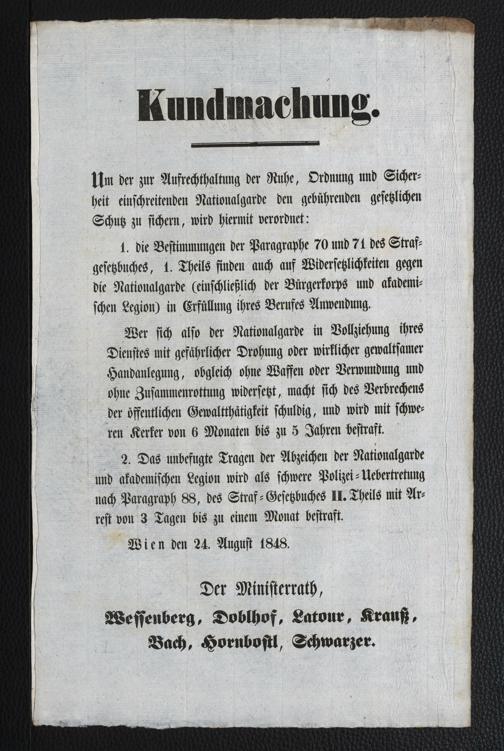 Kundmachung.
Um der zur Aufrechthaltung der Ruhe, Ordnung und Sicher-
heit einschreitenden Nationalgarde den gebührenden gesetzlichen
Schutz zu sichern, wird hiermit verordnet:
1. die Bestimmungen der Paragraphe 70 und 71 des Straf-
gesetzbuches, 1. Theils finden auch auf Widersetzlichkeiten gegen
die Nationalgarde (einschließlich der Bürgerkorps und akademi-
schen Legion) in Erfüllung ihres Berufes Anwendung.
Wer sich also der Nationalgarde in Vollziehung ihres
Dienstes mit gefährlicher Drohung oder wirklicher gewaltsamer
Handanlegung, obgleich ohne Waffen oder Verwundung und
ohne Zusammenrottung widersetzt, macht sich des Verbrechens
der öffentlichen Gewaltthätigkeit schuldig, und wird mit schwe-
ren Kerker von 6 Monaten bis zu 5 Jahren bestraft.
2. Das unbefugte Tragen der Abzeichen der Nationalgarde
und akademischen Legion wird als schwere Polizei-Uebertretung
nach Paragraph 88, des Straf-Gesetzbuches II. Theils mit Ar-
rest von 3 Tagen bis zu einem Monat bestraft.
Wien den 24. August 1848.
Der Ministerrath,
Wessenberg, Doblhof, Latour, Krauß,
Bach, Hornbostl, Schwarzer.